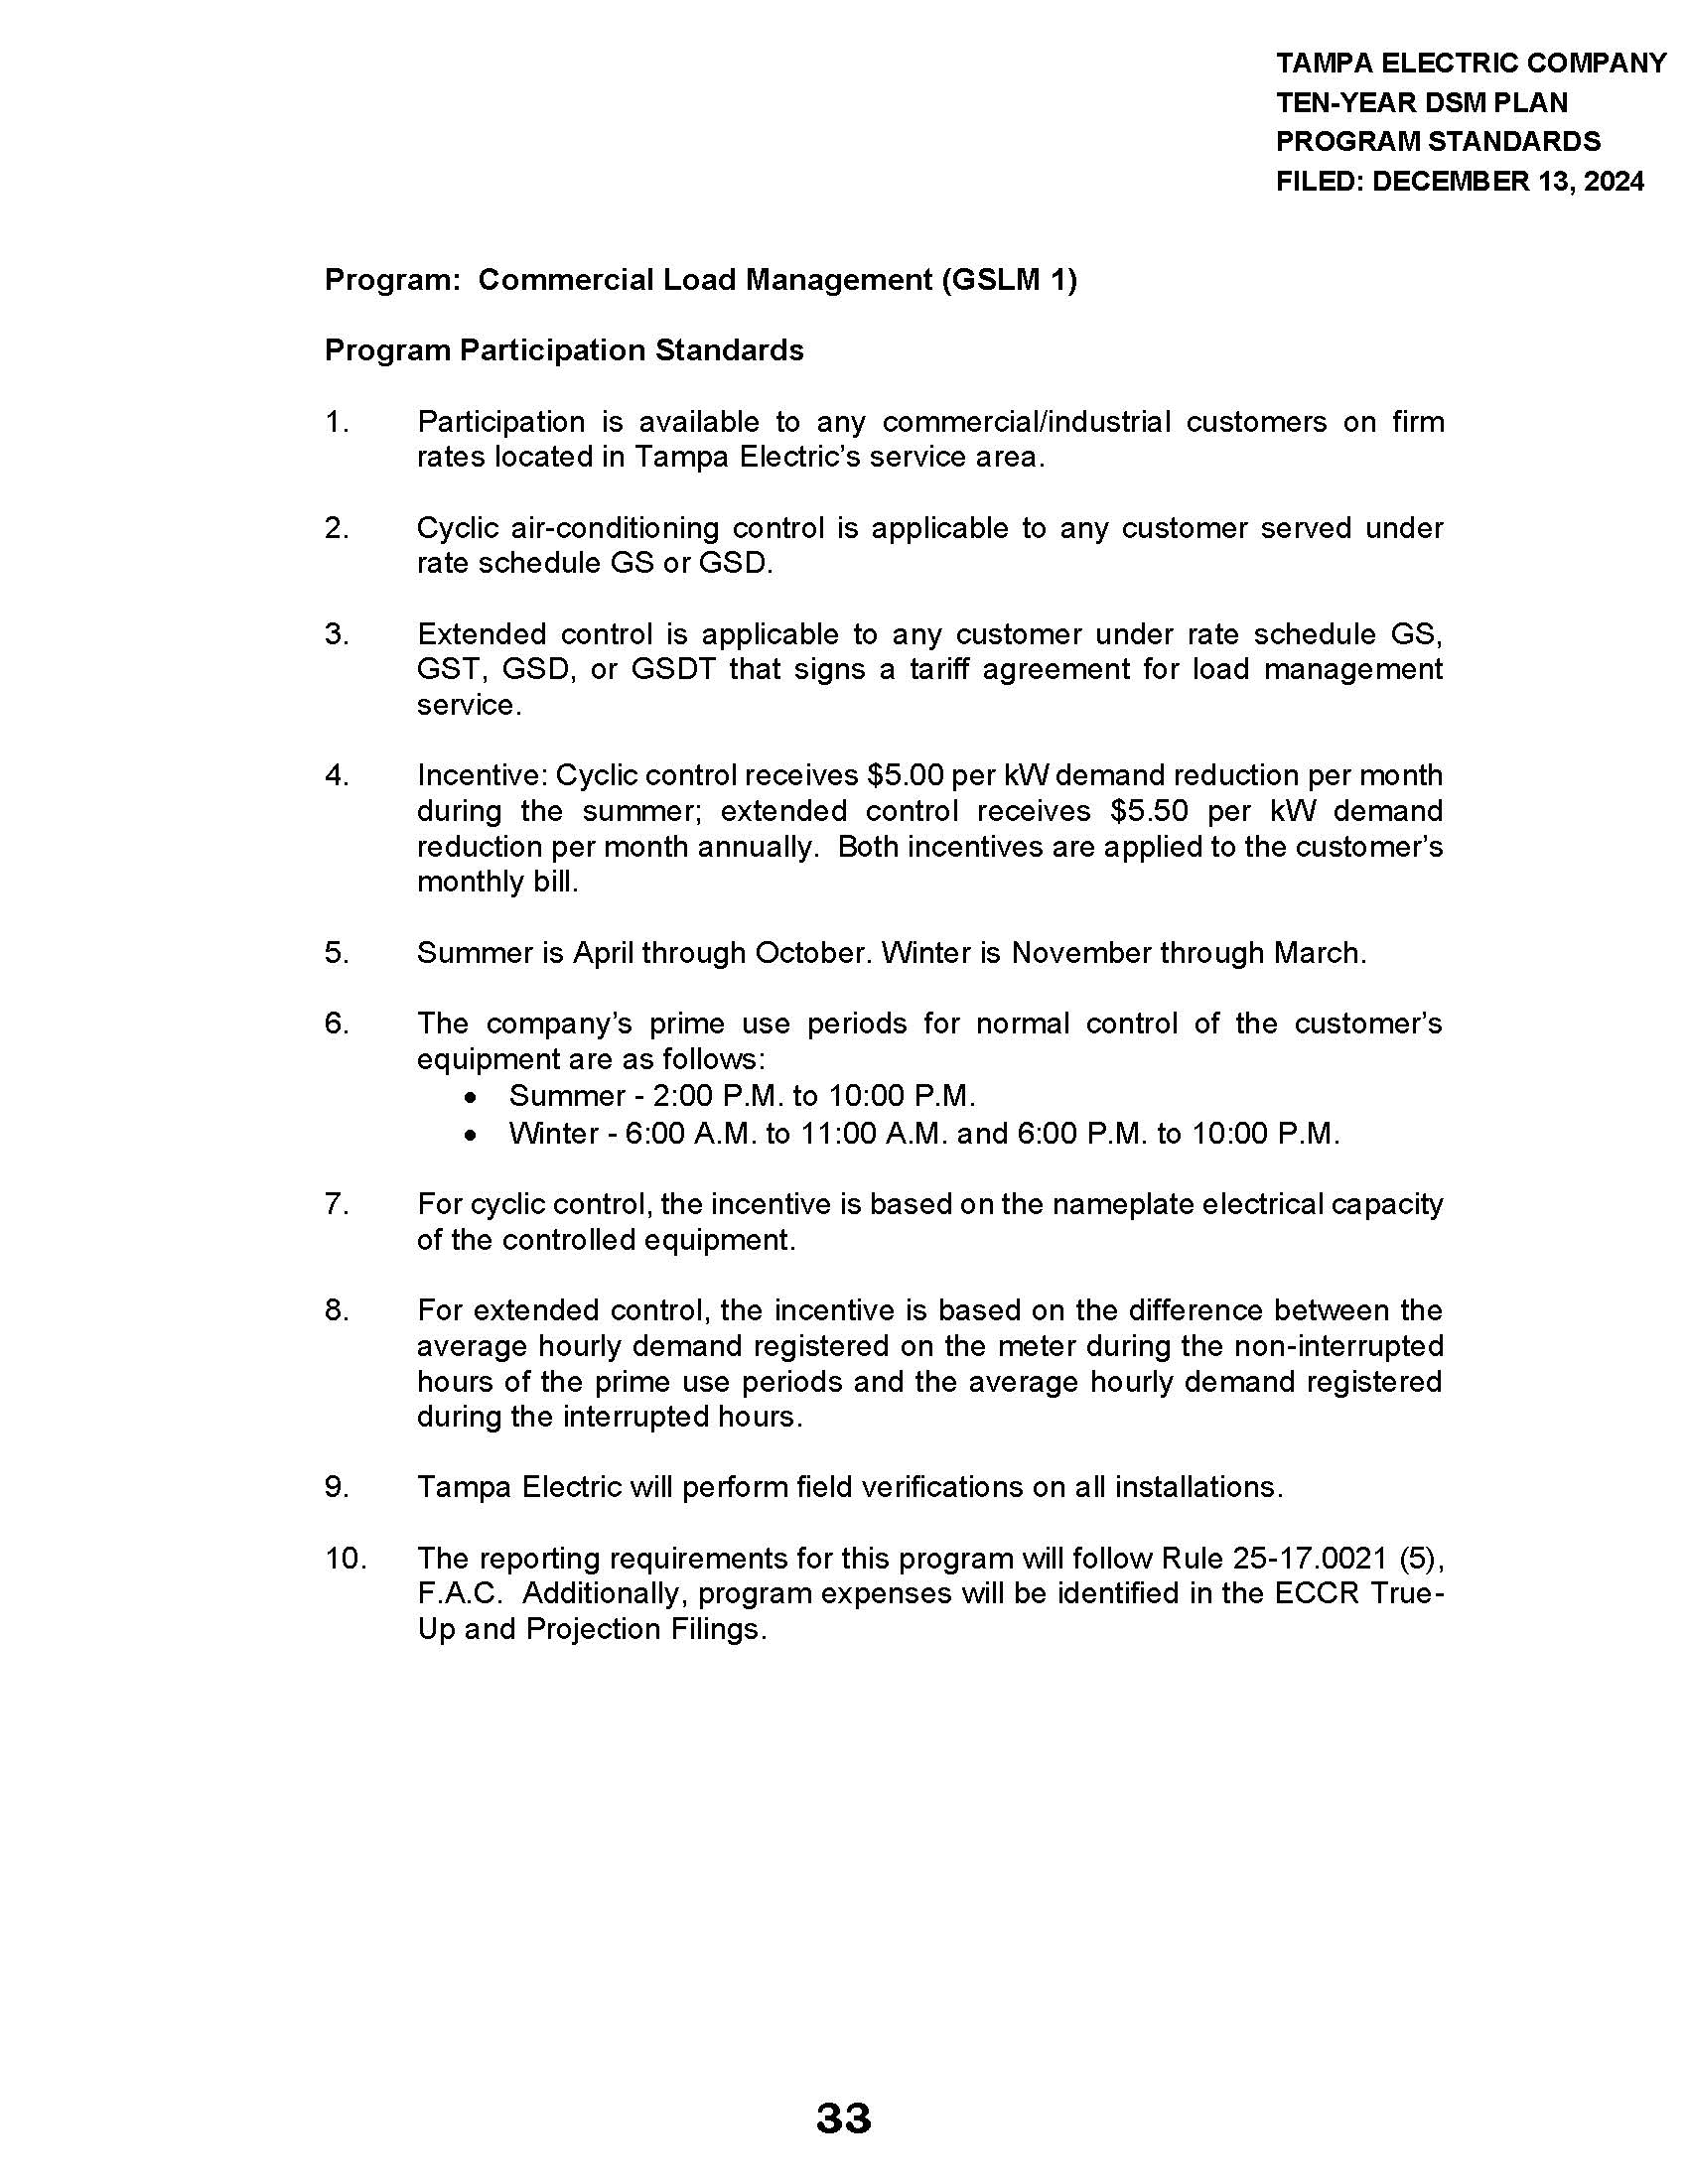 TAMPA ELECTRIC COMPANY
TEN-YEAR DSM PLAN
PROGRAM STANDARDS
FILED: DECEMBER 13, 2024
Program:  Commercial Load Management (GSLM 1)
Program Participation Standards
1. Participation is available to any commercial/industrial customers on firm
rates located in Tampa Electric’s service area.
2. Cyclic air-conditioning control is applicable to any customer served under
rate schedule GS or GSD.
3. Extended control is applicable to any customer under rate schedule GS,
GST, GSD, or GSDT that signs a tariff agreement for load management
service.
4. Incentive: Cyclic control receives $5.00 per kW demand reduction per month
during the summer; extended control receives $5.50 per kW demand
reduction per month annually.  Both incentives are applied to the customer’s
monthly bill.
5. Summer is April through October. Winter is November through March.
6. The company’s prime use periods for normal control of the customer’s
equipment are as follows:
• Summer - 2:00 P.M. to 10:00 P.M.
• Winter - 6:00 A.M. to 11:00 A.M. and 6:00 P.M. to 10:00 P.M.
7. For cyclic control, the incentive is based on the nameplate electrical capacity
of the controlled equipment.
8. For extended control, the incentive is based on the difference between the
average hourly demand registered on the meter during the non-interrupted
hours of the prime use periods and the average hourly demand registered
during the interrupted hours.
9. Tampa Electric will perform field verifications on all installations.
10. The reporting requirements for this program will follow Rule 25-17.0021 (5),
F.A.C.  Additionally, program expenses will be identified in the ECCR True-
Up and Projection Filings.
33